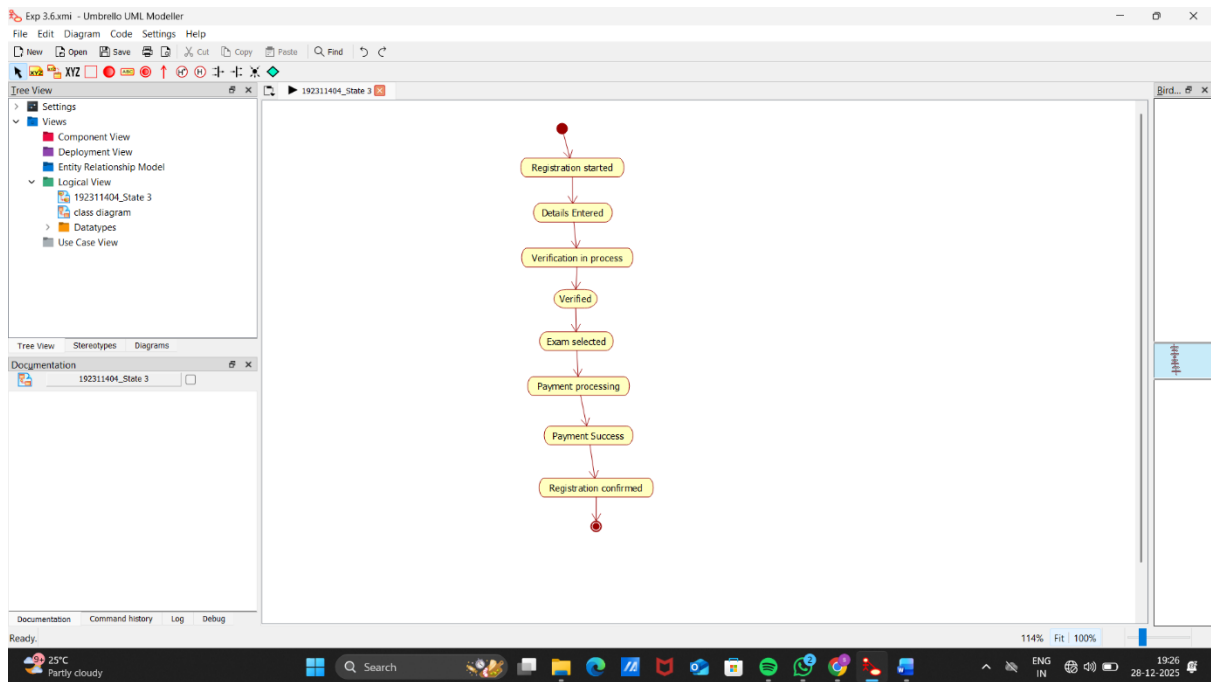 Exp 3.6.xmi - Umbrello UML Modeller
File Edit Diagram Code Settings Help
New Open Save Cut Copy Paste Find
XYZ XYZ ABC H* H
Tree View
192311404_State 3
Bird...
Settings
Views
Component View
Deployment View
Entity Relationship Model
Logical View
192311404_State 3
class diagram
Datatypes
Use Case View
Tree View Stereotypes Diagrams
Documentation
192311404_State 3
Registration started
Details Entered
Verification in process
Verified
Exam selected
Payment processing
Payment Success
Registration confirmed
Documentation Command history Log Debug
Ready.
114% Fit 100%
25°C
Partly cloudy
Search
2
ENG
IN
19:26
28-12-2025